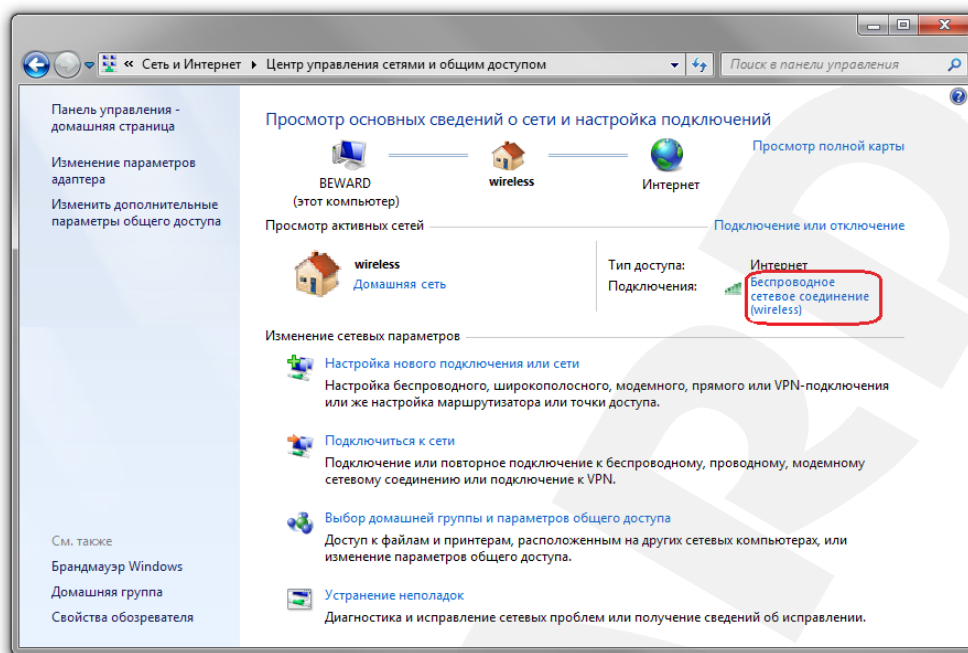 « Сеть и Интернет ▸ Центр управления сетями и общим доступом
Поиск в панели управления
Панель управления -
домашняя страница
Изменение параметров
адаптера
Изменить дополнительные
параметры общего доступа
См. также
Брандмауэр Windows
Домашняя группа
Свойства обозревателя
Просмотр основных сведений о сети и настройка подключений
Просмотр полной карты
BEWARD
(этот компьютер)
wireless
Интернет
Просмотр активных сетей
Подключение или отключение
wireless
Домашняя сеть
Тип доступа: Интернет
Подключения: Беспроводное
сетевое соединение
(wireless)
Изменение сетевых параметров
Настройка нового подключения или сети
Настройка беспроводного, широкополосного, модемного, прямого или VPN-подключения
или же настройка маршрутизатора или точки доступа.
Подключиться к сети
Подключение или повторное подключение к беспроводному, проводному, модемному
сетевому соединению или подключение к VPN.
Выбор домашней группы и параметров общего доступа
Доступ к файлам и принтерам, расположенным на других сетевых компьютерах, или
изменение параметров общего доступа.
Устранение неполадок
Диагностика и исправление сетевых проблем или получение сведений об исправлении.